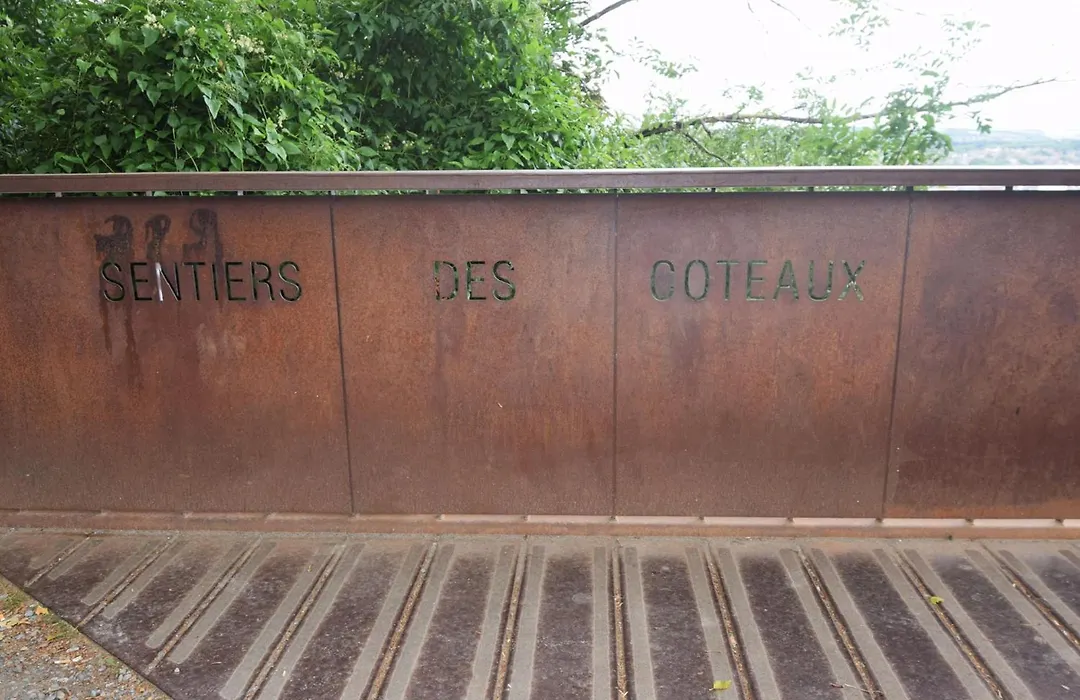 SENTIERS DES COTEAUX